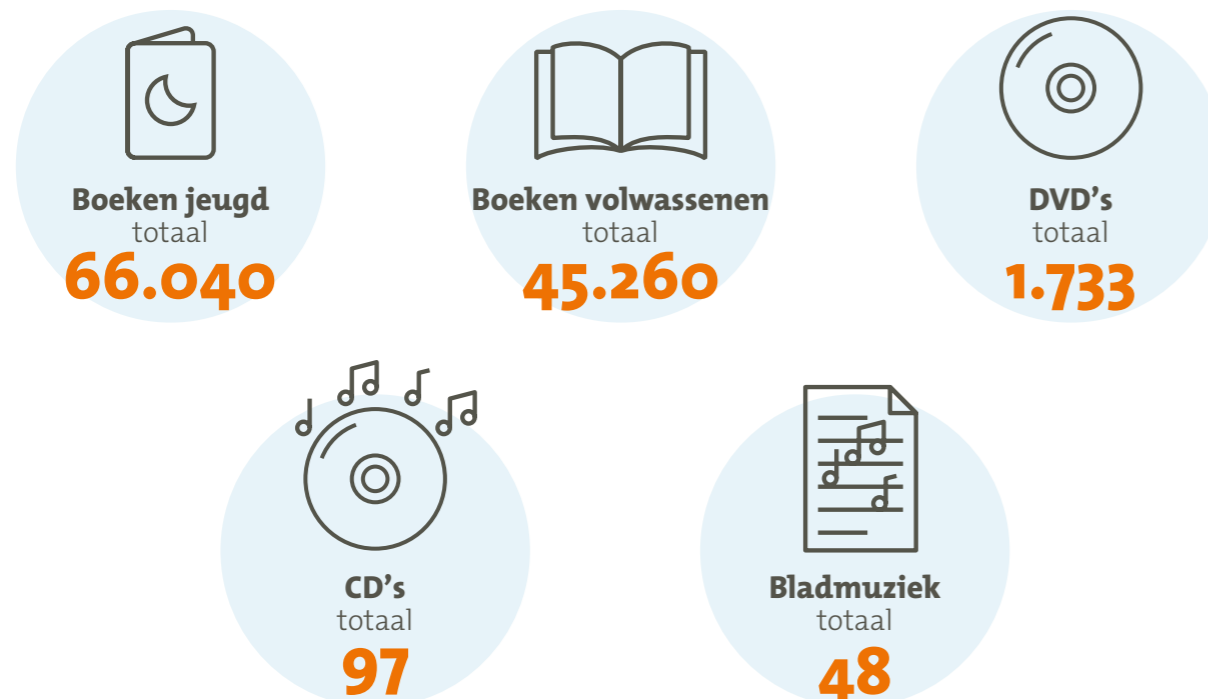 Boeken jeugd
totaal
66.040
Boeken volwassenen
totaal
45.260
DVD’s
totaal
1.733
CD’s
totaal
97
Bladmuziek
totaal
48